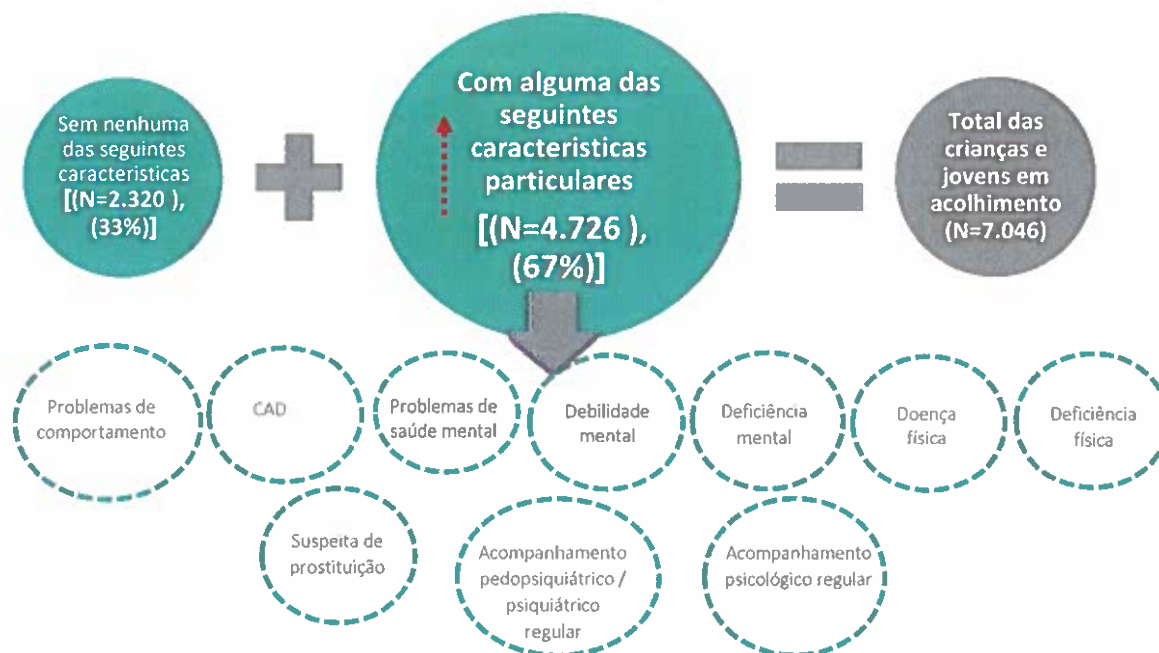 Sem nenhuma
das seguintes
características
[(N=2.320 ),
(33%)]
Com alguma das
seguintes
caracteristicas
particulares
[(N=4.726 ),
(67%)]
Total das
crianças e
jovens em
acolhimento
(N=7.046)
Problemas de
comportamento
CAD
Problemas de
saúde mental
Debilidade
mental
Deficiência
mental
Doença
física
Deficiência
física
Suspeita de
prostituição
Acompanhamento
pedopsiquiátrico /
psiquiátrico
regular
Acompanhamento
psicológico regular